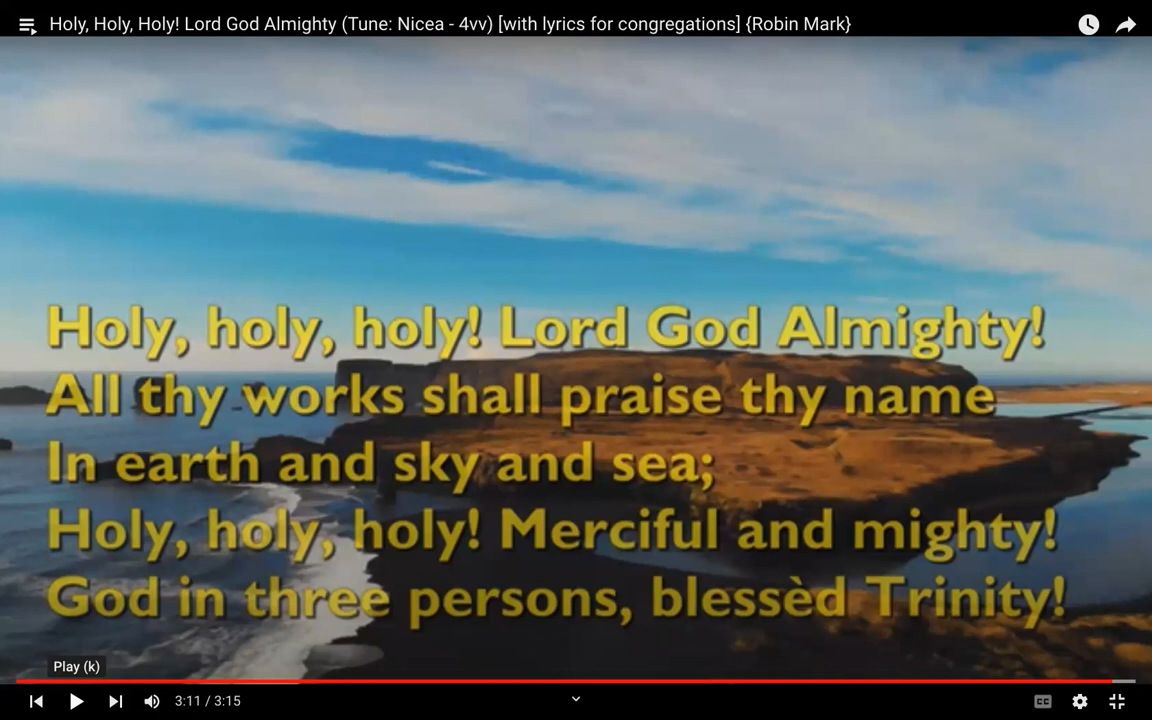 Holy, Holy, Holy! Lord God Almighty (Tune: Nicea - 4vv) [with lyrics for congregations] {Robin Mark}
Holy, holy, holy! Lord God Almighty!
All thy works shall praise thy name
In earth and sky and sea;
Holy, holy, holy! Merciful and mighty!
God in three persons, blessèd Trinity!
Play (k)
3:11 / 3:15
CC